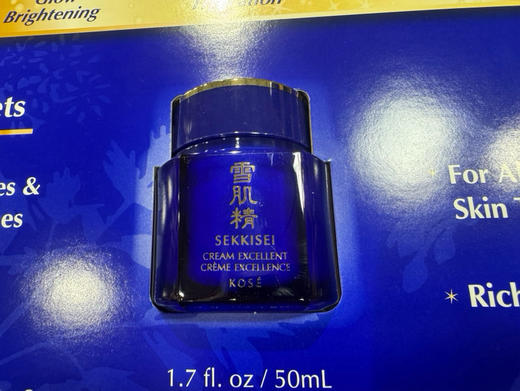 Glow
Brightening
ets
es &
es
雪
肌
精
SEKKISEI
CREAM EXCELLENT
CRÈME EXCELLENCE
KOSÉ
For A
Skin T
* Rich
1.7 fl. oz / 50mL